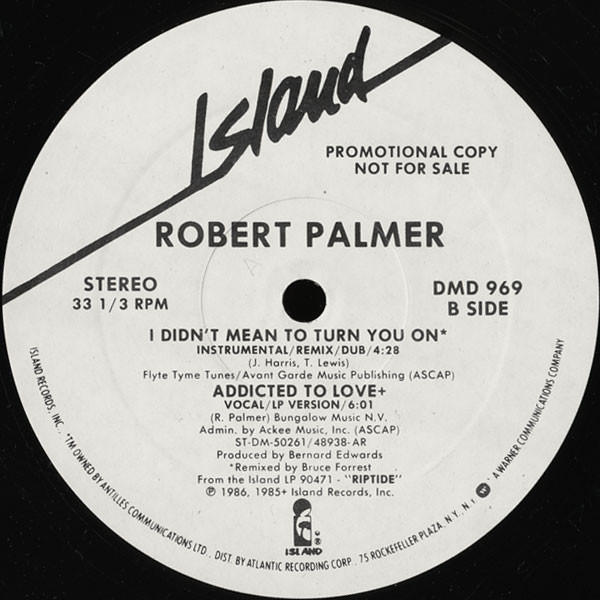 Island
PROMOTIONAL COPY
NOT FOR SALE
ROBERT PALMER
STEREO
33 1/3 RPM
DMD 969
B SIDE
I DIDN'T MEAN TO TURN YOU ON*
INSTRUMENTAL/REMIX/DUB/4:28
(J. Harris, T. Lewis)
Flyte Tyme Tunes/Avant Garde Music Publishing (ASCAP)
ADDICTED TO LOVE+
VOCAL/LP VERSION/6:01
(R. Palmer) Bungalow Music N.V.
Admin. by Ackee Music, Inc. (ASCAP)
ST-DM-50261/48938-AR
Produced by Bernard Edwards
*Remixed by Bruce Forrest
From the Island LP 90471 - "RIPTIDE"
℗ 1986, 1985+ Island Records, Inc.
ISLAND ®
ISLAND RECORDS, INC., *TM OWNED BY ANTILLES COMMUNICATIONS LTD., DIST. BY ATLANTIC RECORDING CORP., 75 ROCKEFELLER PLAZA, N.Y., N.Y. A WARNER COMMUNICATIONS COMPANY